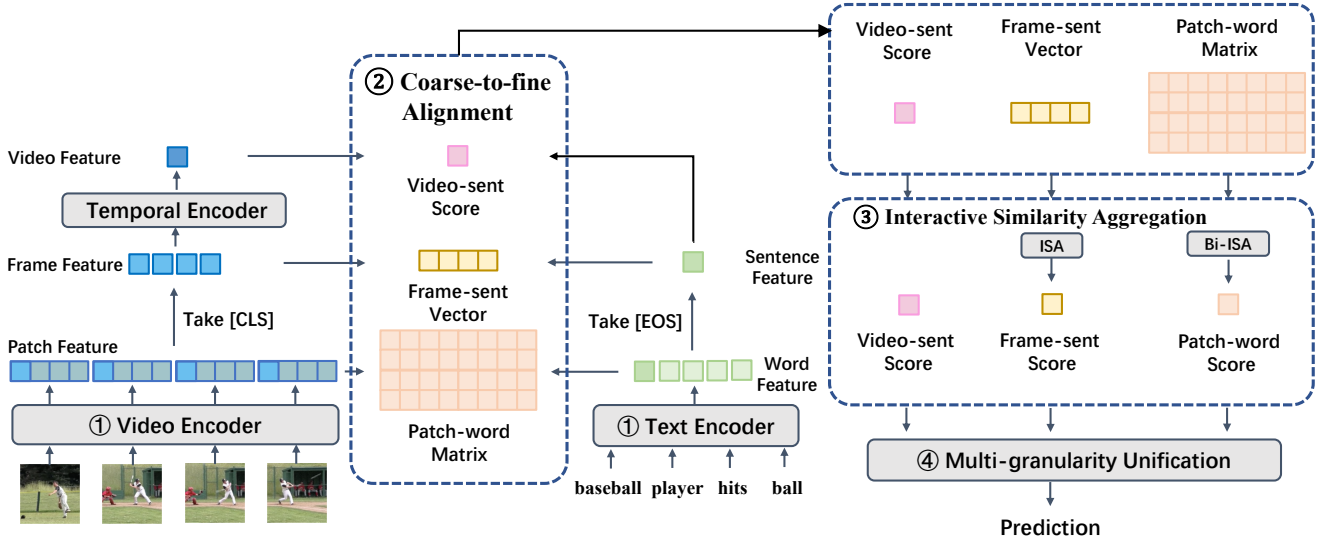 Video Feature
Temporal Encoder
Frame Feature
Take [CLS]
Patch Feature
① Video Encoder
② Coarse-to-fine
Alignment
Video-sent
Score
Frame-sent
Vector
Patch-word
Matrix
Sentence
Feature
Take [EOS]
Word
Feature
① Text Encoder
baseball player hits ball
Video-sent
Score
Frame-sent
Vector
Patch-word
Matrix
③ Interactive Similarity Aggregation
ISA
Bi-ISA
Video-sent
Score
Frame-sent
Score
Patch-word
Score
④ Multi-granularity Unification
Prediction